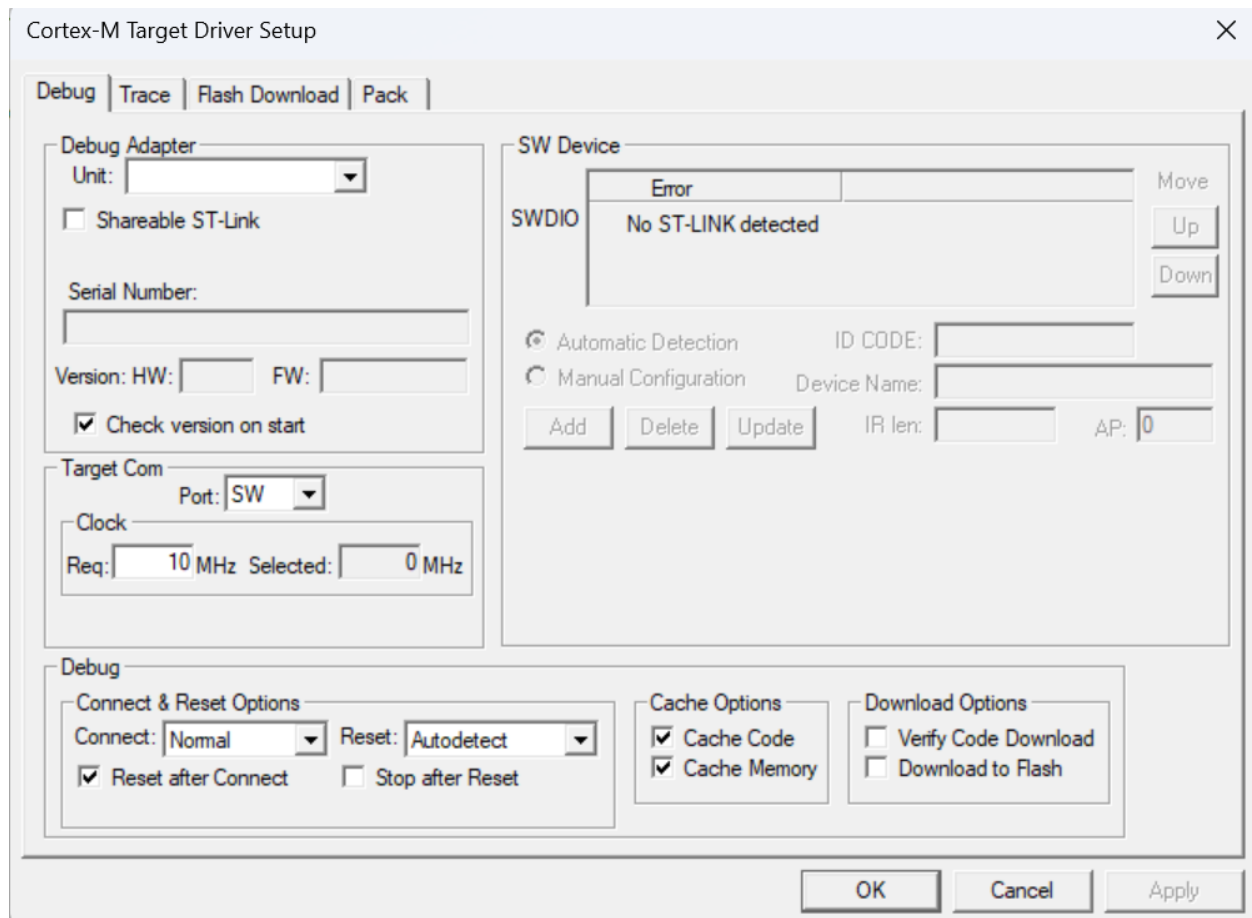 Cortex-M Target Driver Setup
Debug Trace Flash Download Pack
Debug Adapter
Unit:
Shareable ST-Link
Serial Number:
Version: HW: FW:
Check version on start
Target Com
Port: SW
Clock
Req: 10 MHz Selected: 0 MHz
SW Device
Error
SWDIO No ST-LINK detected
Move
Up
Down
Automatic Detection ID CODE:
Manual Configuration Device Name:
Add Delete Update IR len: AP: 0
Debug
Connect & Reset Options
Connect: Normal Reset: Autodetect
Reset after Connect Stop after Reset
Cache Options
Cache Code
Cache Memory
Download Options
Verify Code Download
Download to Flash
OK Cancel Apply